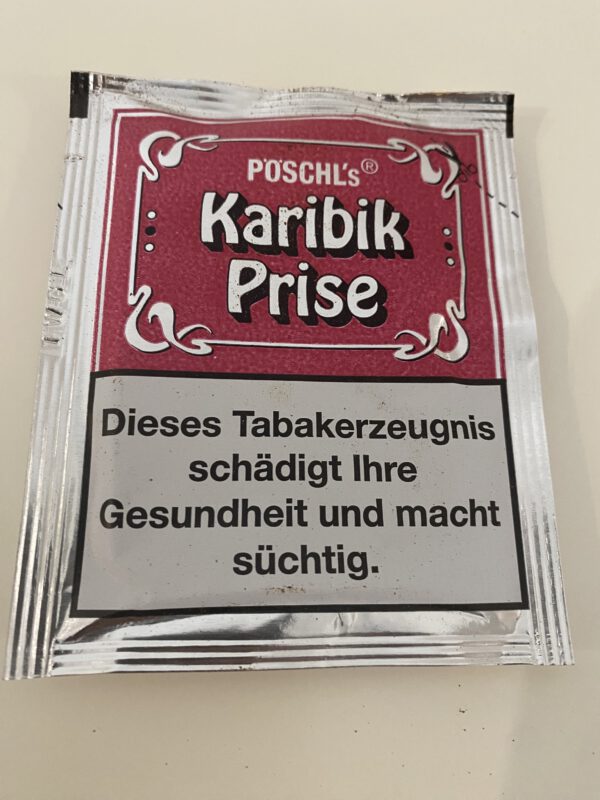 PÖSCHL's®
Karibik
Prise
Dieses Tabakerzeugnis
schädigt Ihre
Gesundheit und macht
süchtig.